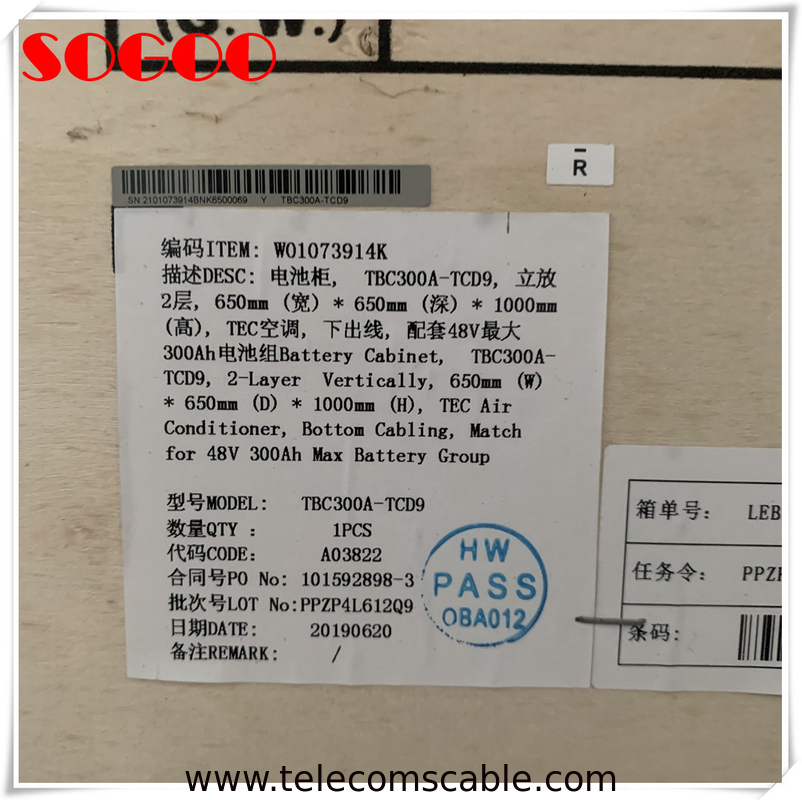 (G. W.)
SOGOO
R
SN 2101073914BNK6500069 Y TBC300A-TCD9
编码ITEM: W01073914K
描述DESC: 电池柜, TBC300A-TCD9, 立放
2层, 650mm (宽) * 650mm (深) * 1000mm
(高), TEC空调, 下出线, 配套48V最大
300Ah电池组Battery Cabinet, TBC300A-
TCD9, 2-Layer Vertically, 650mm (W)
* 650mm (D) * 1000mm (H), TEC Air
Conditioner, Bottom Cabling, Match
for 48V 300Ah Max Battery Group
型号MODEL: TBC300A-TCD9
数量QTY : 1PCS
代码CODE: A03822
合同号PO No: 101592898-3
批次号LOT No:PPZP4L612Q9
日期DATE: 20190620
备注REMARK: /
HW
PASS
OBA012
箱单号: LEB
任务令: PPZP
条码:
www.telecomscable.com